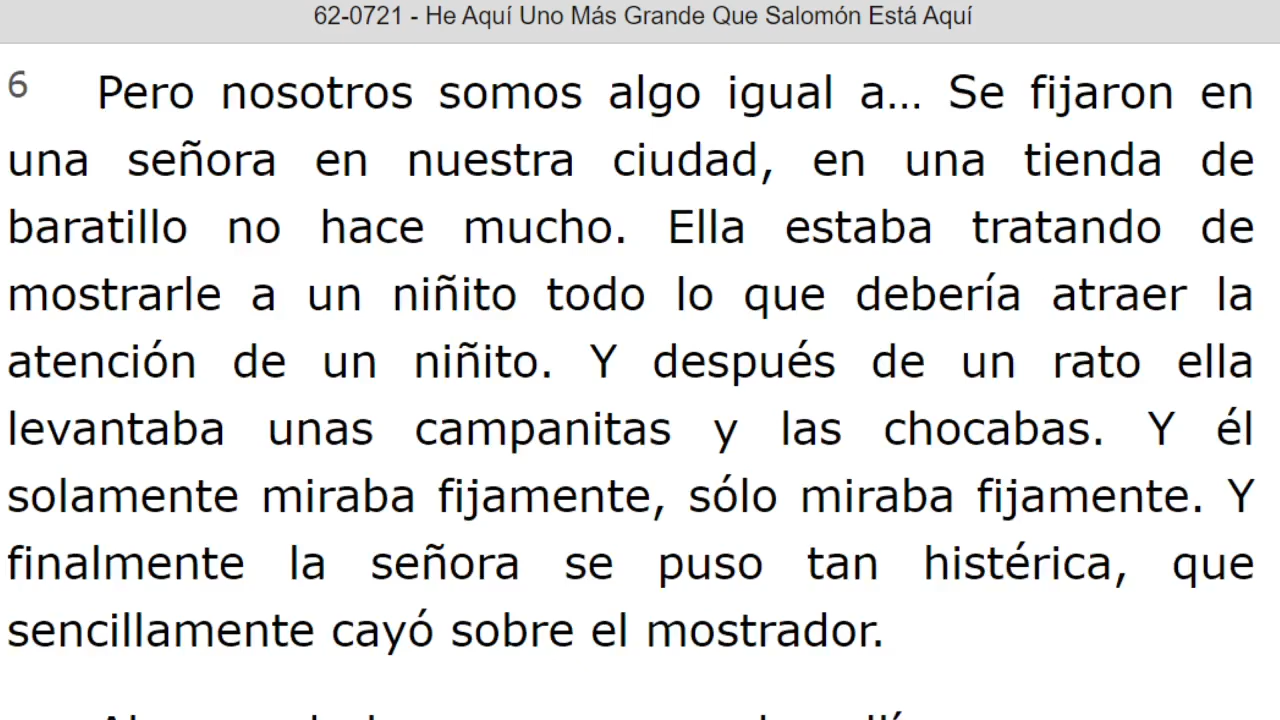 62-0721 - He Aquí Uno Más Grande Que Salomón Está Aquí
6 Pero nosotros somos algo igual a... Se fijaron en
una señora en nuestra ciudad, en una tienda de
baratillo no hace mucho. Ella estaba tratando de
mostrarle a un niñito todo lo que debería atraer la
atención de un niñito. Y después de un rato ella
levantaba unas campanitas y las chocabas. Y él
solamente miraba fijamente, sólo miraba fijamente. Y
finalmente la señora se puso tan histérica, que
sencillamente cayó sobre el mostrador.